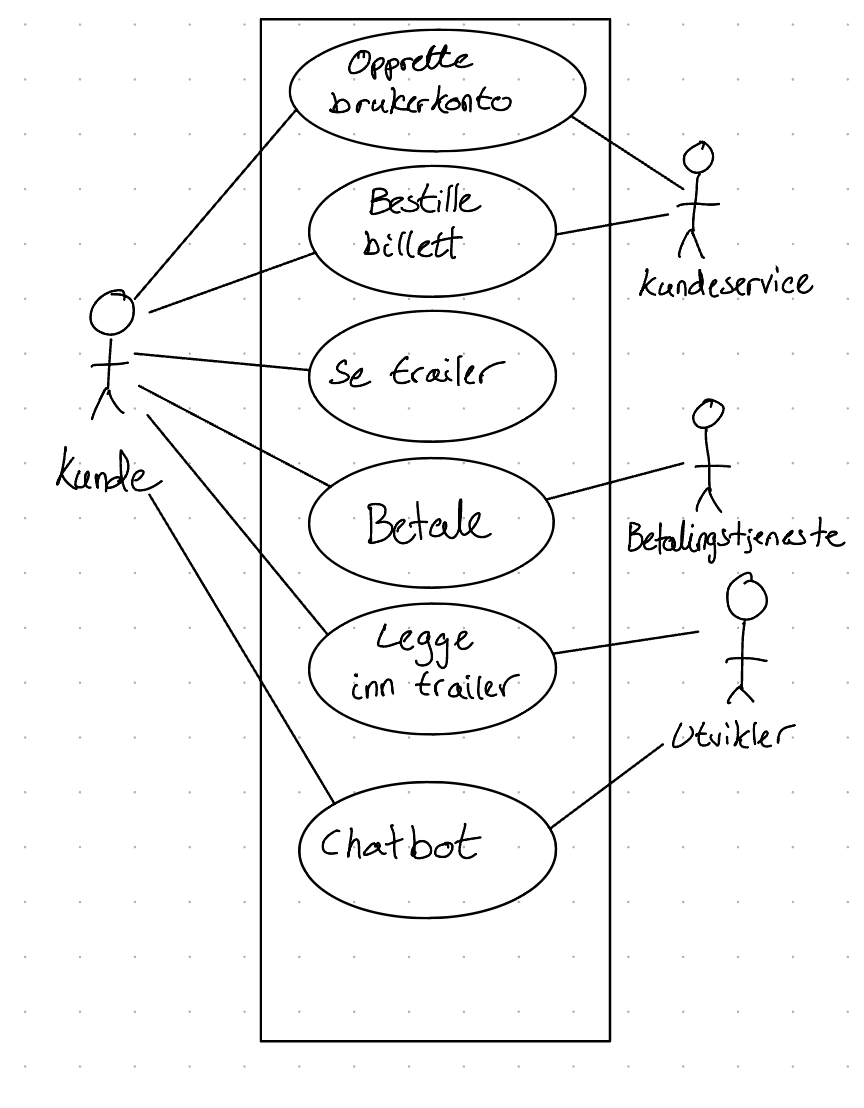 Opprette
brukerkonto
Bestille
billett
Kundeservice
Se trailer
Kunde
Betale
Betalingstjeneste
Legge
inn trailer
Utvikler
Chatbot